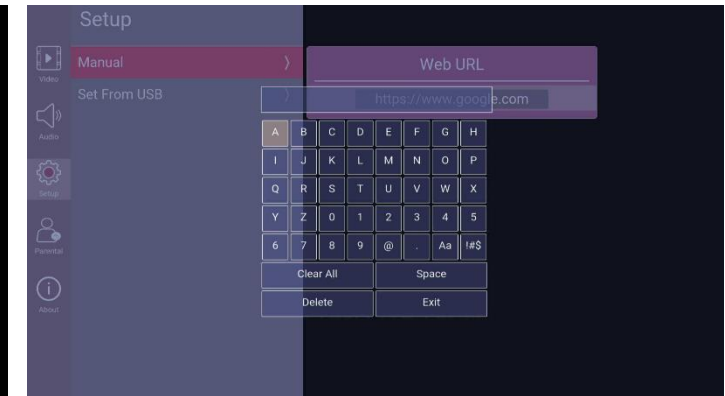 Setup
Video
Audio
Setup
Parental
About
Manual 〉
Set From USB 〉
Web URL
https://www.google.com
A B C D E F G H
I J K L M N O P
Q R S T U V W X
Y Z 0 1 2 3 4 5
6 7 8 9 @ . Aa !#$
Clear All Space
Delete Exit